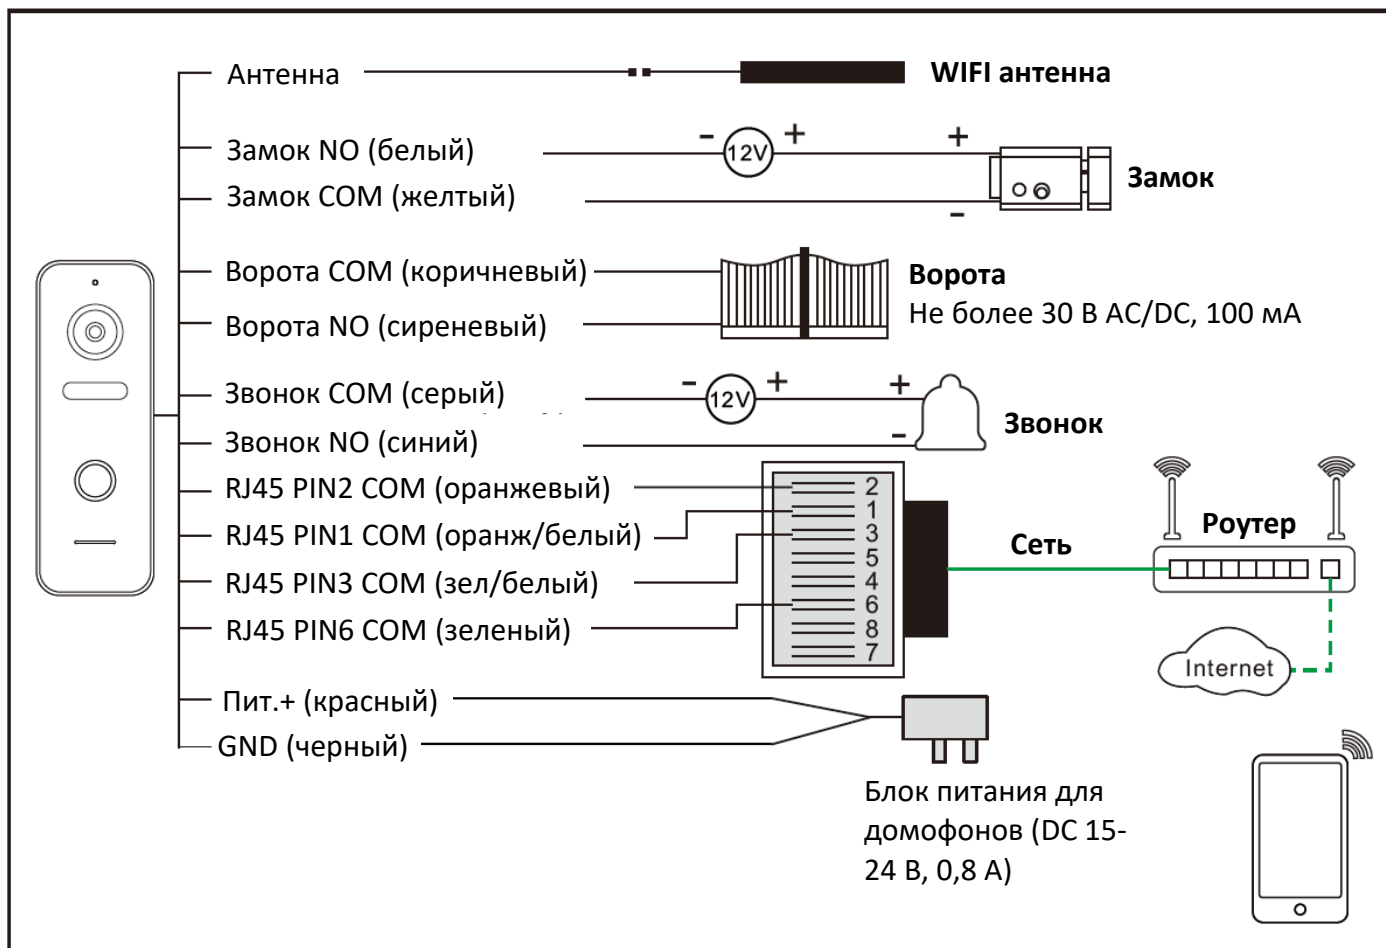 Антенна
WIFI антенна
Замок NO (белый)
- 12V + +
Замок COM (желтый)
-
Замок
Ворота COM (коричневый)
Ворота NO (сиреневый)
Ворота
Не более 30 В AC/DC, 100 мА
Звонок COM (серый)
- 12V + +
Звонок NO (синий)
-
Звонок
RJ45 PIN2 COM (оранжевый)
RJ45 PIN1 COM (оранж/белый)
RJ45 PIN3 COM (зел/белый)
RJ45 PIN6 COM (зеленый)
2
1
3
5
4
6
8
7
Сеть
Роутер
Internet
Пит.+ (красный)
GND (черный)
Блок питания для
домофонов (DC 15-
24 В, 0,8 А)